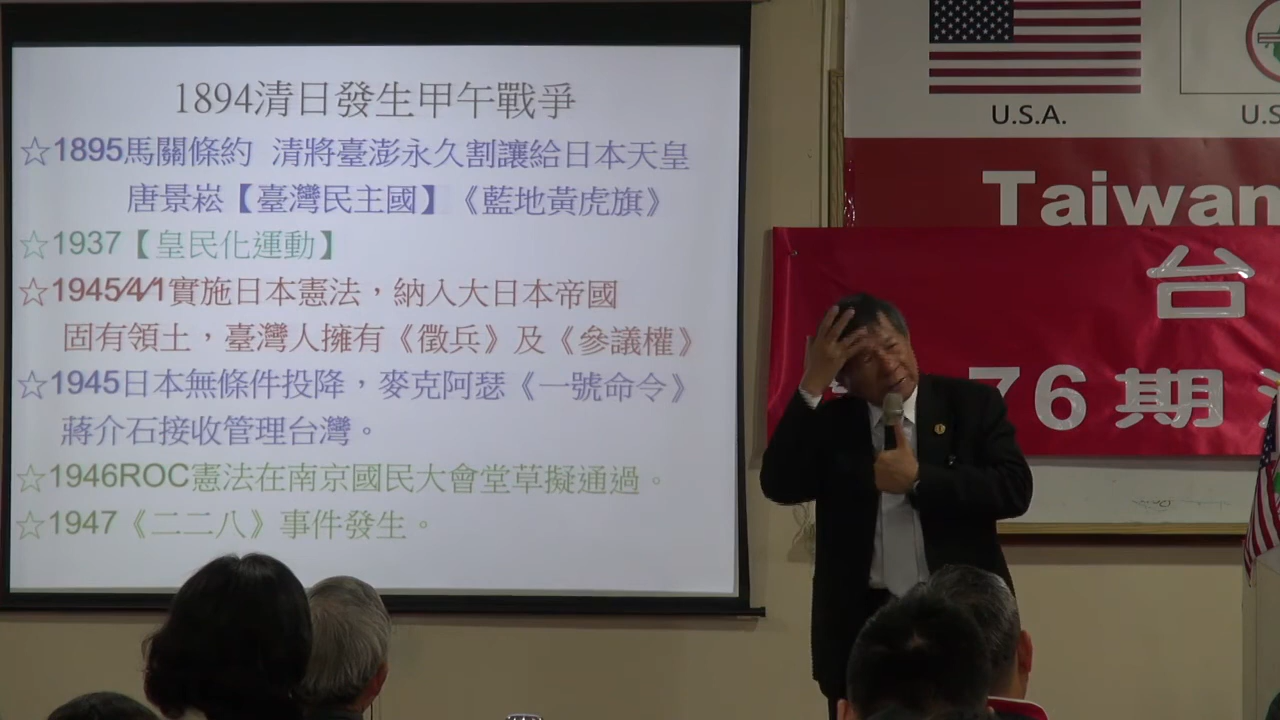 1894清日發生甲午戰爭
☆1895馬關條約 清將臺澎永久割讓給日本天皇
唐景崧【臺灣民主國】《藍地黃虎旗》
☆1937【皇民化運動】
☆1945/4/1實施日本憲法，納入大日本帝國
固有領土，臺灣人擁有《徵兵》及《參議權》
☆1945日本無條件投降，麥克阿瑟《一號命令》
蔣介石接收管理台灣。
☆1946ROC憲法在南京國民大會堂草擬通過。
☆1947《二二八》事件發生。
U.S.A.
U.S
Taiwan
台
76期